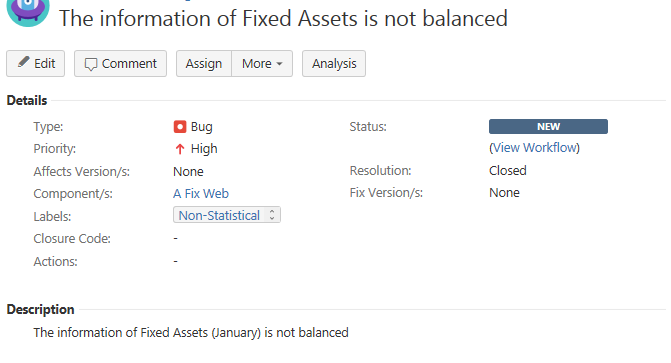 The information of Fixed Assets is not balanced
Edit Comment Assign More Analysis
Details
Type: Bug Status: NEW
Priority: High (View Workflow)
Affects Version/s: None Resolution: Closed
Component/s: A Fix Web Fix Version/s: None
Labels: Non-Statistical
Closure Code: -
Actions: -
Description
The information of Fixed Assets (January) is not balanced